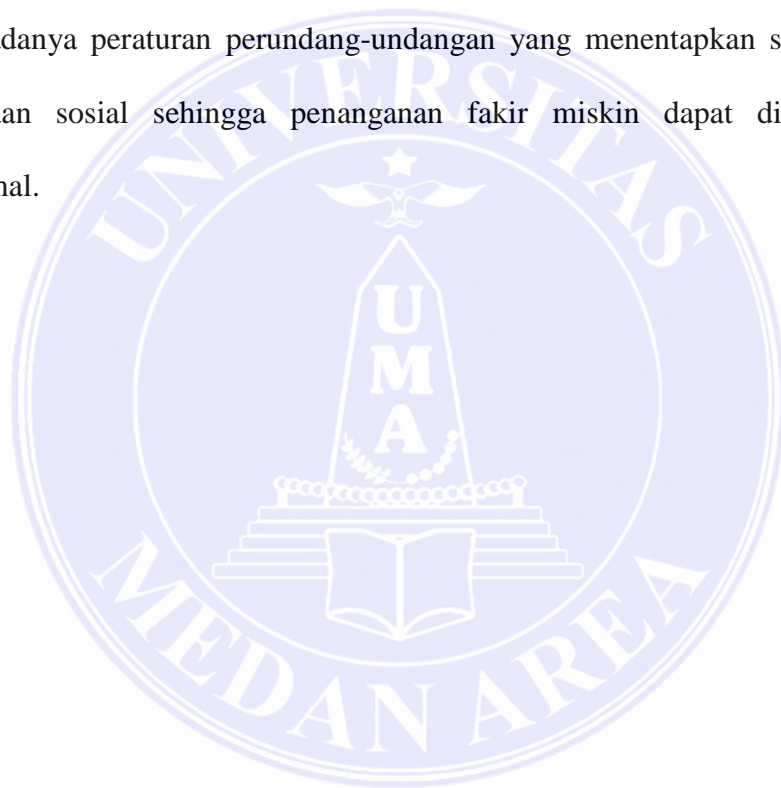 danya peraturan perundang-undangan yang menentapkan s
an sosial sehingga penanganan fakir miskin dapat di
nal.
UNIVERSITAS
UMA
MEDAN AREA